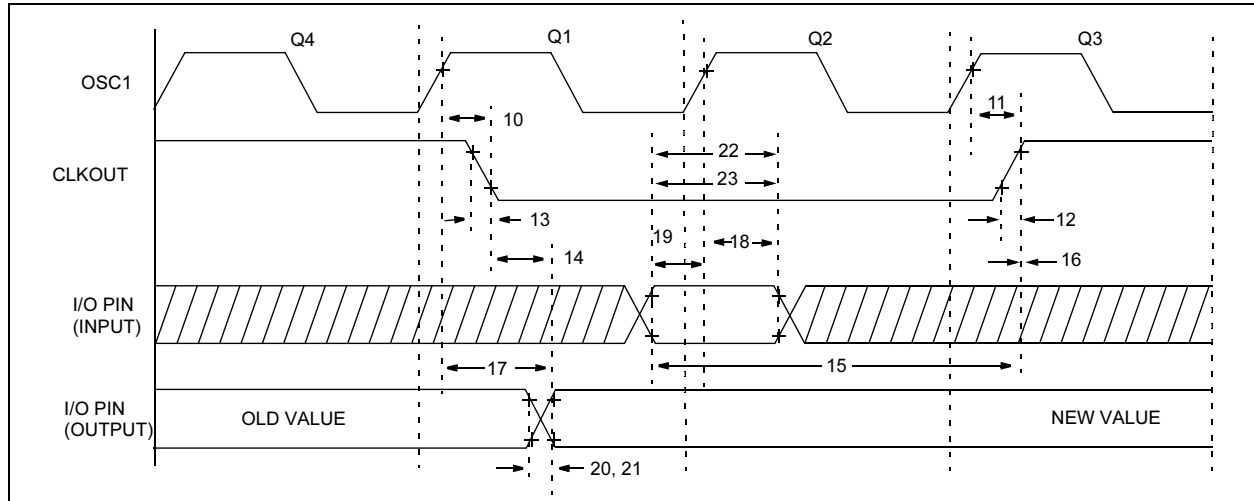 Q4
Q1
Q2
Q3
OSC1
11
10
22
CLKOUT
23
13
12
19
18
14
16
I/O PIN
(INPUT)
17
15
I/O PIN
(OUTPUT)
OLD VALUE
NEW VALUE
20, 21